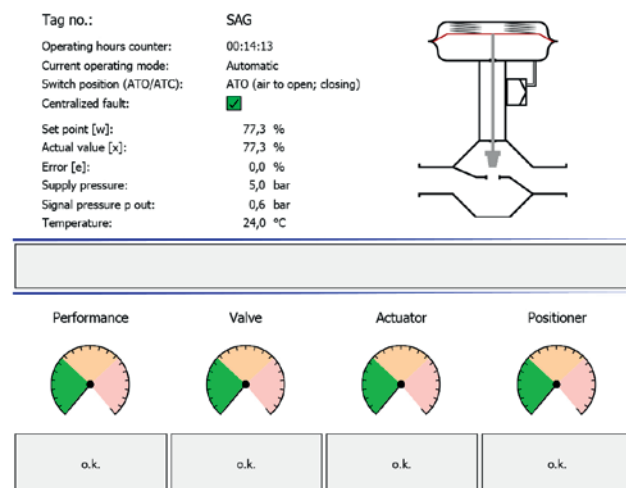 Tag no.: SAG
Operating hours counter: 00:14:13
Current operating mode: Automatic
Switch position (ATO/ATC): ATO (air to open; closing)
Centralized fault:
Set point [w]: 77,3 %
Actual value [x]: 77,3 %
Error [e]: 0,0 %
Supply pressure: 5,0 bar
Signal pressure p out: 0,6 bar
Temperature: 24,0 °C
Performance Valve Actuator Positioner
o.k. o.k. o.k. o.k.